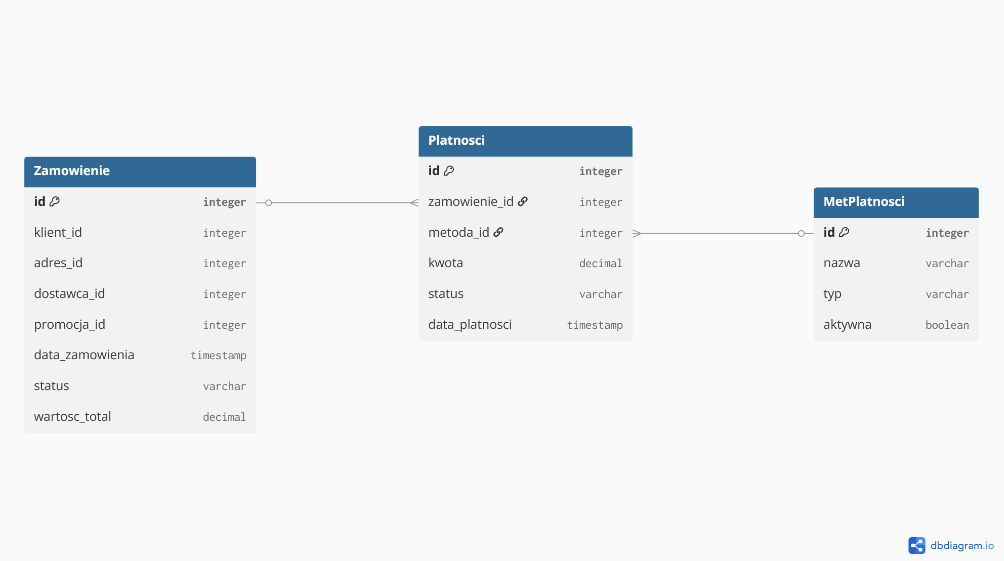 Zamowienie
id integer
klient_id integer
adres_id integer
dostawca_id integer
promocja_id integer
data_zamowienia timestamp
status varchar
wartosc_total decimal
Platnosci
id integer
zamowienie_id integer
metoda_id integer
kwota decimal
status varchar
data_platnosci timestamp
MetPlatnosci
id integer
nazwa varchar
typ varchar
aktywna boolean
dbdiagram.io